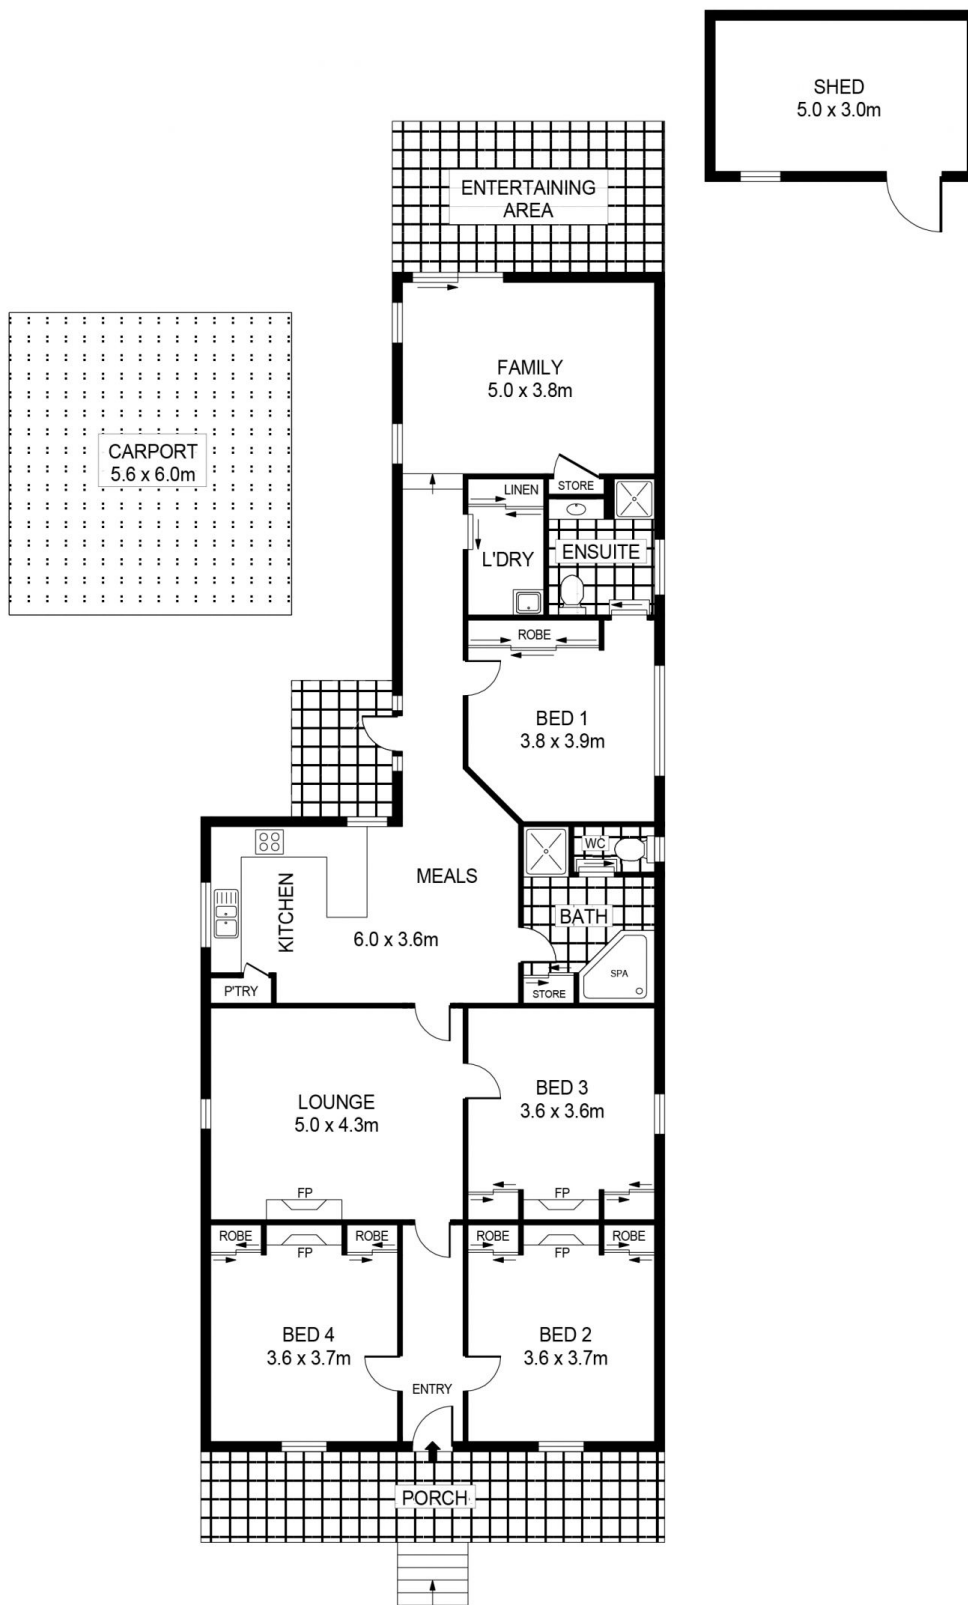 SHED
5.0 x 3.0m
ENTERTAINING
AREA
FAMILY
5.0 x 3.8m
CARPORT
5.6 x 6.0m
LINEN
STORE
L'DRY
ENSUITE
ROBE
BED 1
3.8 x 3.9m
WC
KITCHEN
MEALS
6.0 x 3.6m
BATH
SPA
P'TRY
STORE
LOUNGE
5.0 x 4.3m
BED 3
3.6 x 3.6m
FP
FP
ROBE
FP
ROBE
ROBE
FP
ROBE
BED 4
3.6 x 3.7m
BED 2
3.6 x 3.7m
ENTRY
PORCH